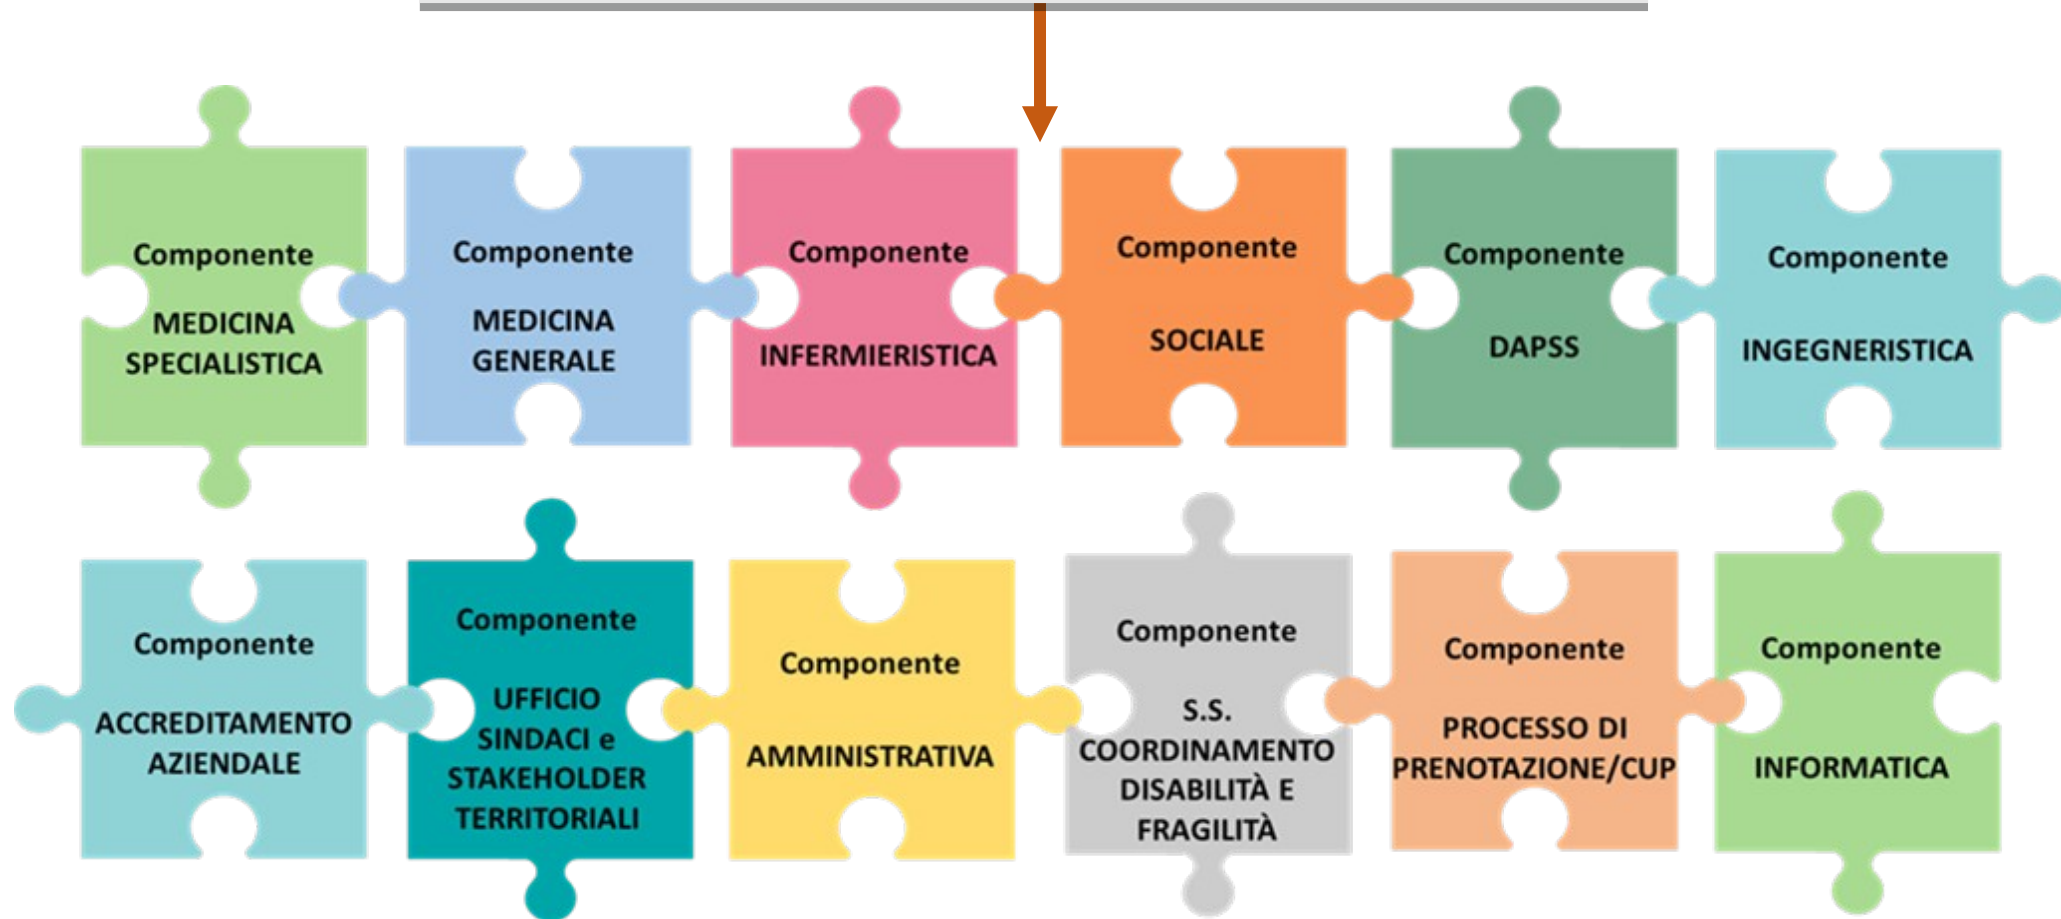 Componente
MEDICINA
SPECIALISTICA
Componente
MEDICINA
GENERALE
Componente
INFERMIERISTICA
Componente
SOCIALE
Componente
DAPSS
Componente
INGEGNERISTICA
Componente
ACCREDITAMENTO
AZIENDALE
Componente
UFFICIO
SINDACI e
STAKEHOLDER
TERRITORIALI
Componente
AMMINISTRATIVA
Componente
S.S.
COORDINAMENTO
DISABILITÀ E
FRAGILITÀ
Componente
PROCESSO DI
PRENOTAZIONE/CUP
Componente
INFORMATICA